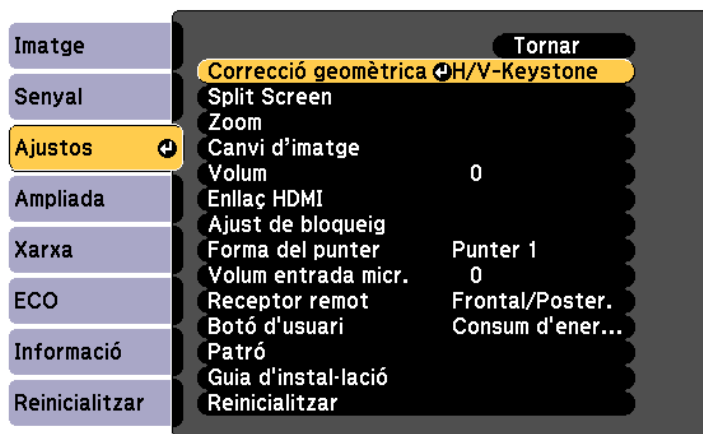 Imatge
Senyal
Ajustos
Ampliada
Xarxa
ECO
Informació
Reinicialitzar
Tornar
Correcció geomètrica H/V-Keystone
Split Screen
Zoom
Canvi d'imatge
Volum 0
Enllaç HDMI
Ajust de bloqueig
Forma del punter Punter 1
Volum entrada micr. 0
Receptor remot Frontal/Poster.
Botó d'usuari Consum d'ener...
Patró
Guia d'instal·lació
Reinicialitzar